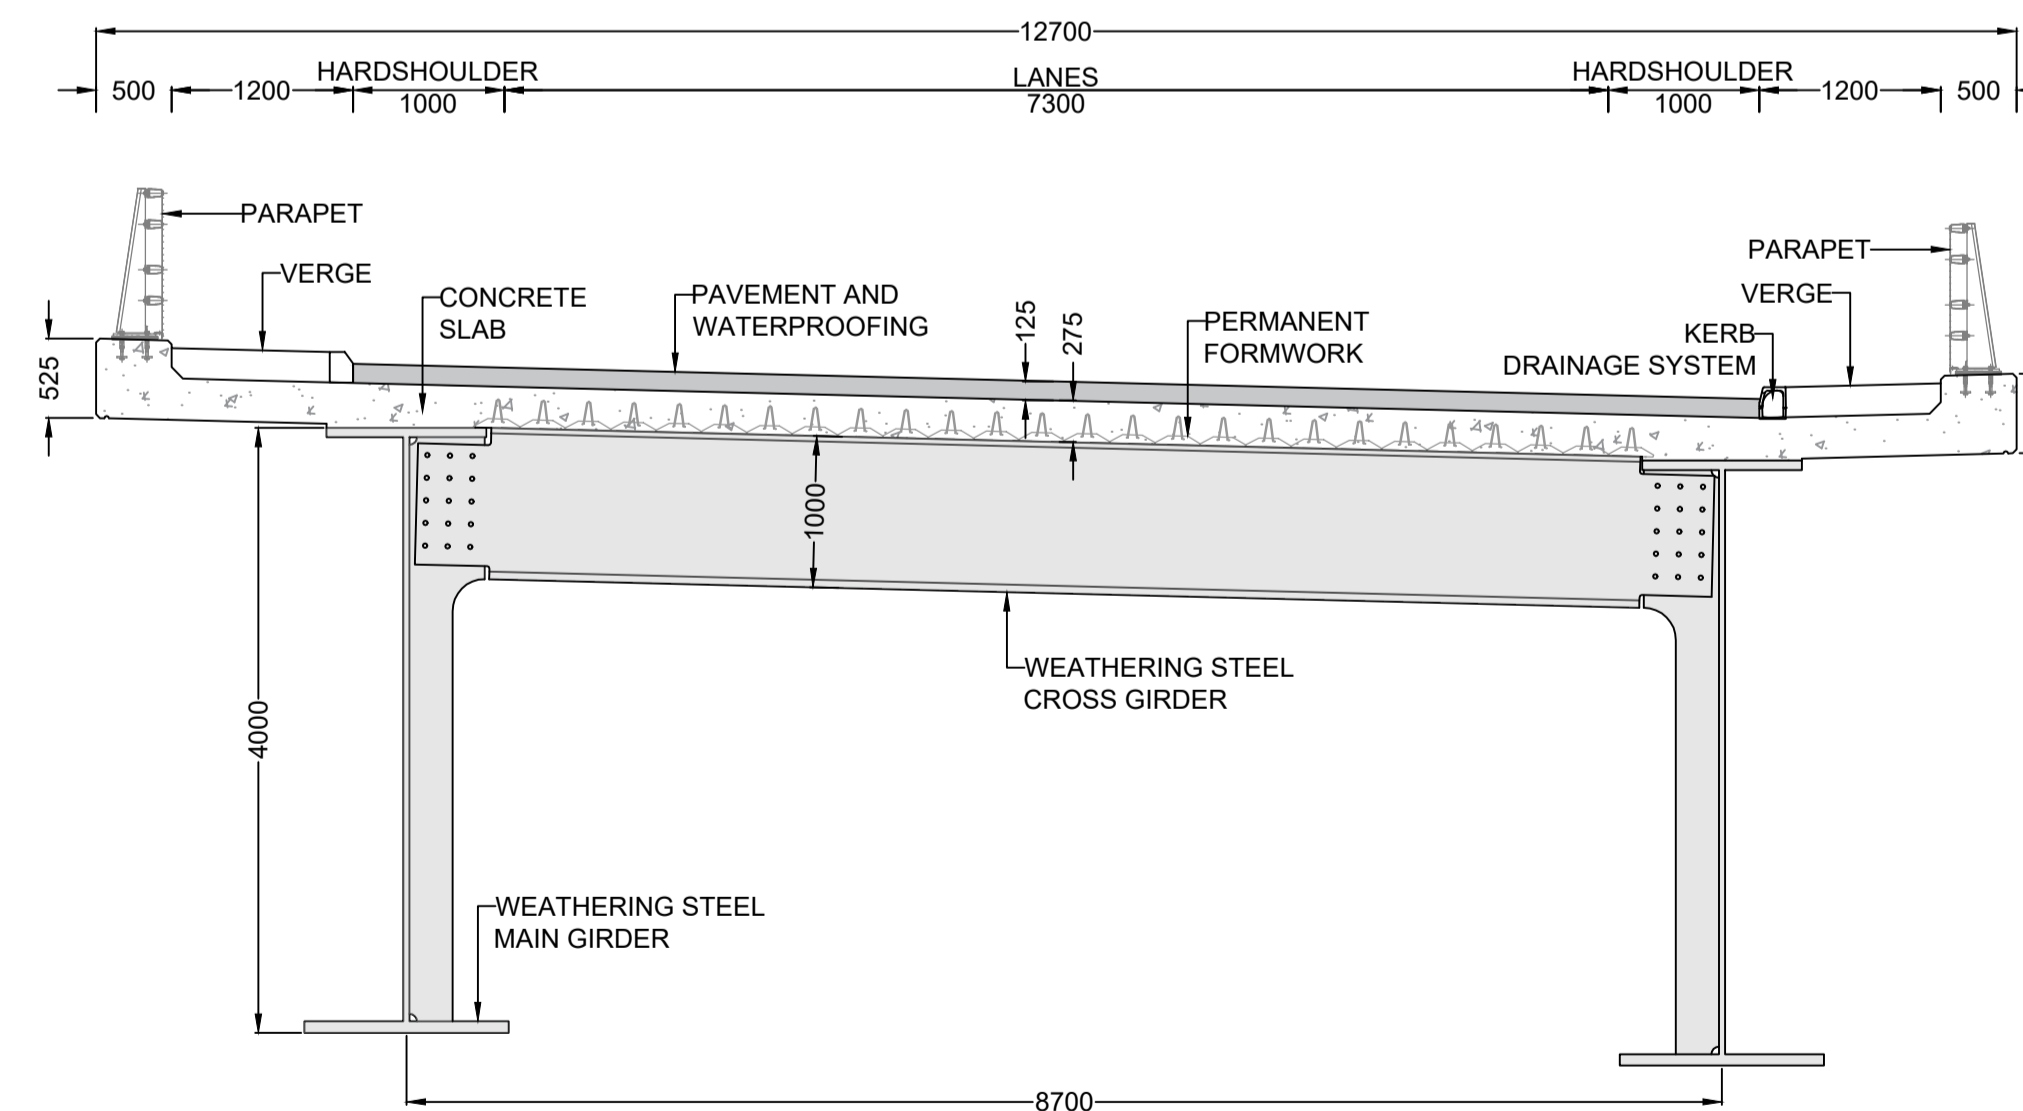 12700
HARDSHOULDER
LANES
HARDSHOULDER
500
1200
1000
7300
1000
1200
500
PARAPET
PARAPET
VERGE
VERGE
CONCRETE
SLAB
PAVEMENT AND
WATERPROOFING
125
275
PERMANENT
FORMWORK
KERB
DRAINAGE SYSTEM
525
1000
WEATHERING STEEL
CROSS GIRDER
4000
WEATHERING STEEL
MAIN GIRDER
8700